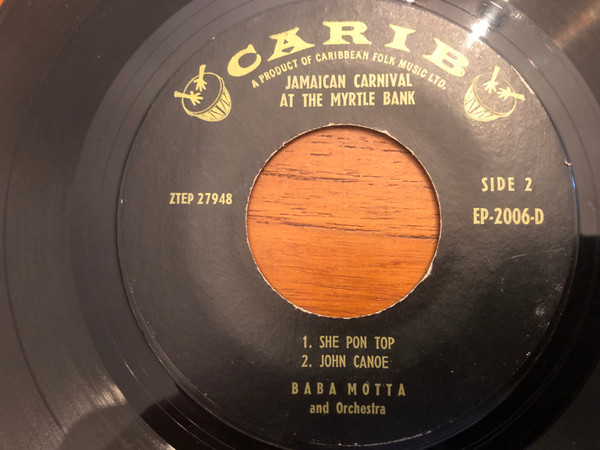 CARIB
A PRODUCT OF CARIBBEAN FOLK MUSIC LTD.
JAMAICAN CARNIVAL
AT THE MYRTLE BANK
ZTEP 27948
SIDE 2
EP-2006-D
1. SHE PON TOP
2. JOHN CANOE
BABA MOTTA
and Orchestra